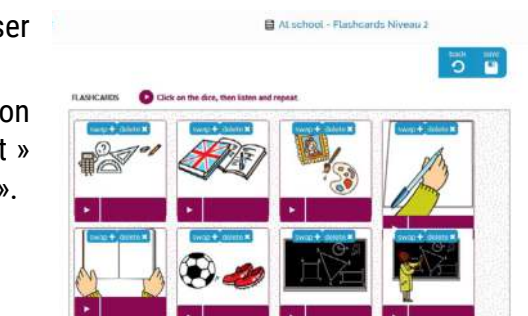 ser
on
t »
».
At school - Flashcards Niveau 2
back save
FLASHCARDS Click on the dice, then listen and repeat.
swap delete swap delete swap delete swap delete
swap delete swap delete swap delete swap delete